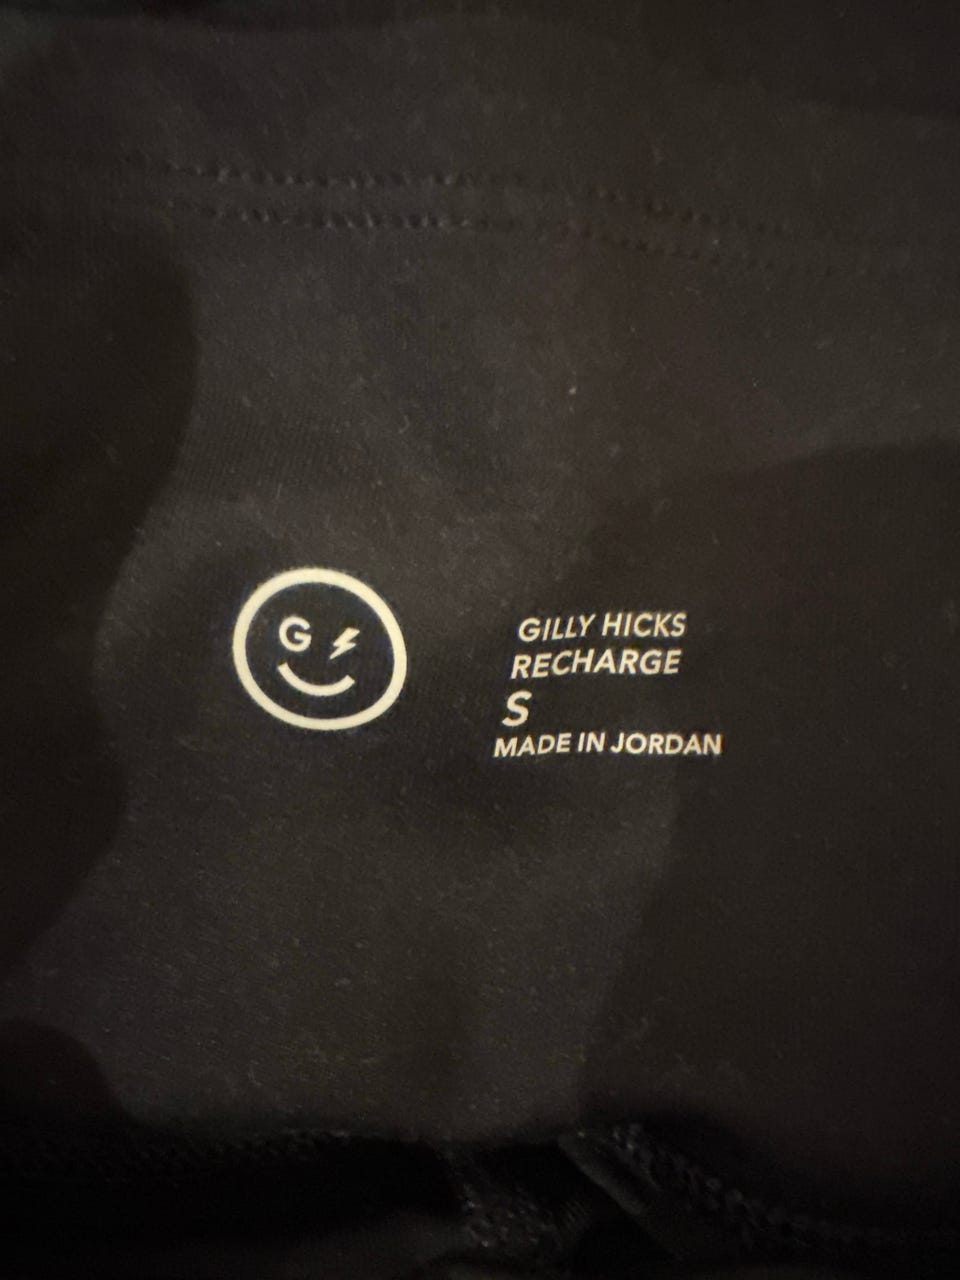 G
GILLY HICKS
RECHARGE
S
MADE IN JORDAN